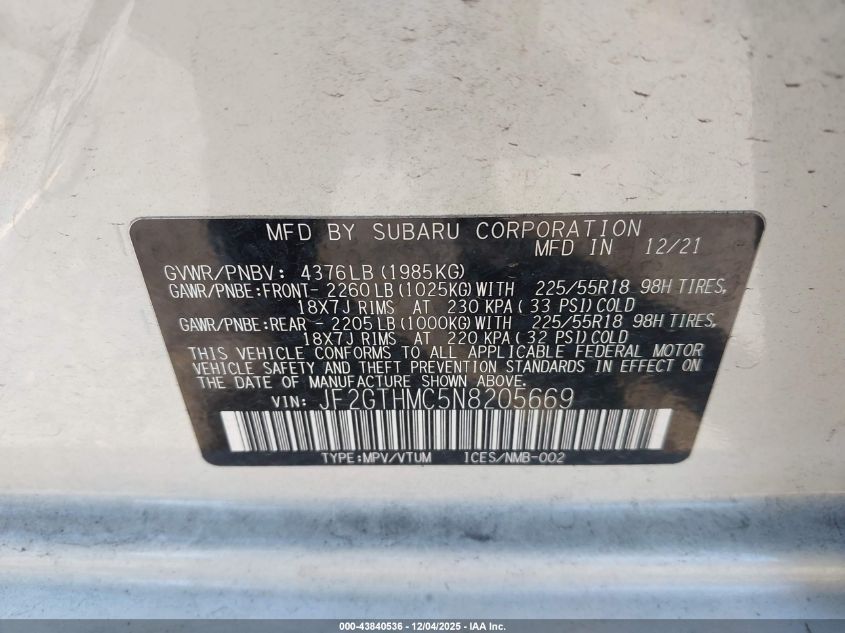 MFD BY SUBARU CORPORATION
MFD IN 12/21
GVWR/PNBV: 4376LB (1985KG)
GAWR/PNBE:FRONT- 2260 LB (1025KG) WITH 225/55R18 98H TIRES,
18X7J RIMS AT 230 KPA ( 33 PSI) COLD
GAWR/PNBE:REAR - 2205 LB (1000KG) WITH 225/55R18 98H TIRES,
18X7J RIMS AT 220 KPA ( 32 PSI) COLD
THIS VEHICLE CONFORMS TO ALL APPLICABLE FEDERAL MOTOR
VEHICLE SAFETY AND THEFT PREVENTION STANDARDS IN EFFECT ON
THE DATE OF MANUFACTURE SHOWN ABOVE.
VIN: JF2GTHMC5N8205669
TYPE:MPV/VTUM ICES/NMB-002
000-43840536 - 12/04/2025 - IAA Inc.